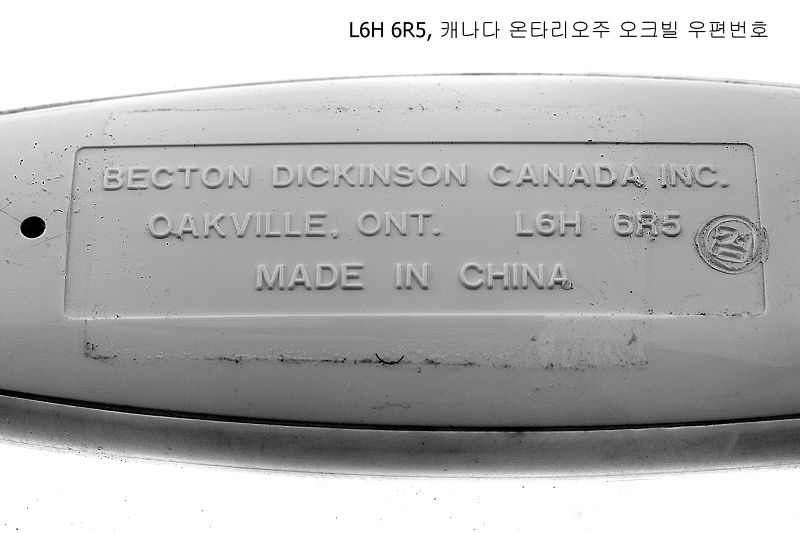 L6H 6R5, 캐나다 온타리오주 오크빌 우편번호
BECTON DICKINSON CANADA INC.
OAKVILLE, ONT. L6H 6R5
MADE IN CHINA